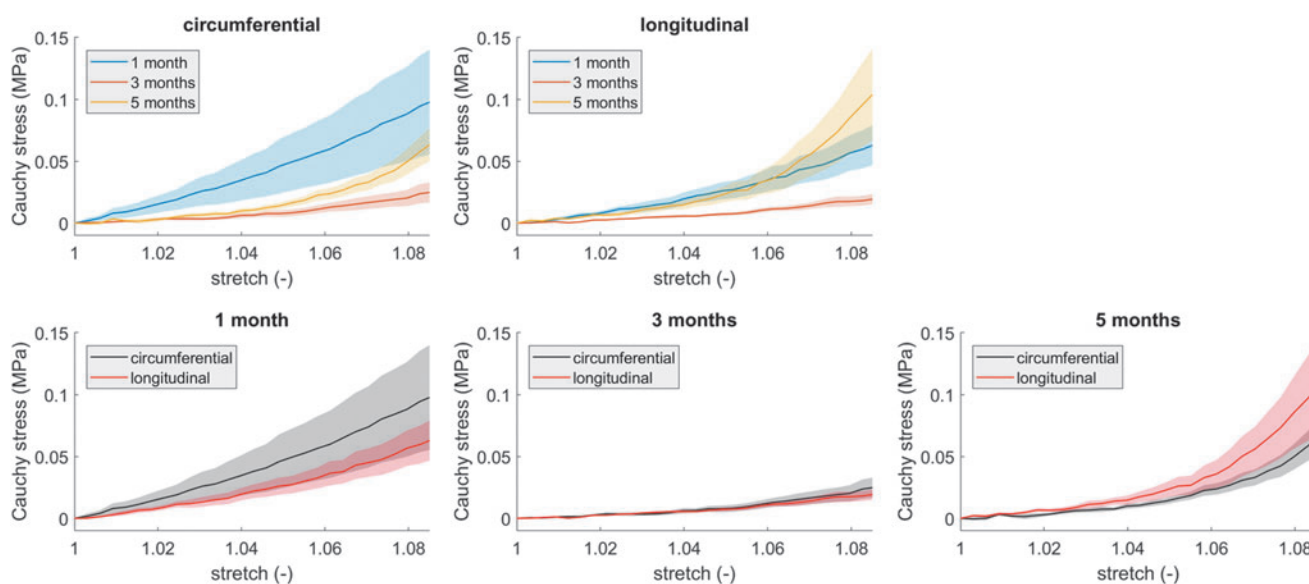 circumferential
0.15
0.1
0.05
0
Cauchy stress (MPa)
1 month
3 months
5 months
1 1.02 1.04 1.06 1.08
stretch (-)
longitudinal
0.15
0.1
0.05
0
Cauchy stress (MPa)
1 month
3 months
5 months
1 1.02 1.04 1.06 1.08
stretch (-)
1 month
0.15
0.1
0.05
0
Cauchy stress (MPa)
circumferential
longitudinal
1 1.02 1.04 1.06 1.08
stretch (-)
3 months
0.15
0.1
0.05
0
Cauchy stress (MPa)
circumferential
longitudinal
1 1.02 1.04 1.06 1.08
stretch (-)
5 months
0.15
0.1
0.05
0
Cauchy stress (MPa)
circumferential
longitudinal
1 1.02 1.04 1.06 1.08
stretch (-)